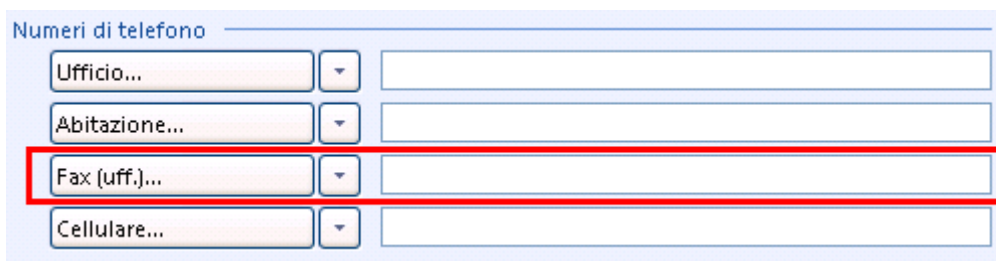 Numeri di telefono
Ufficio...
Abitazione...
Fax (uff.)...
Cellulare...